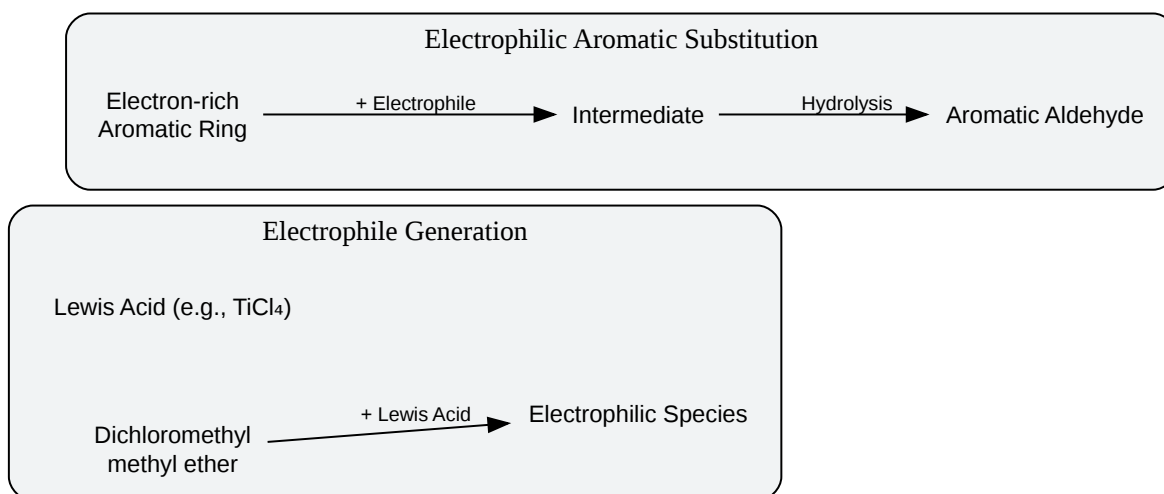 Electrophilic Aromatic Substitution
Electron-rich
Aromatic Ring
+ Electrophile
Intermediate
Hydrolysis
Aromatic Aldehyde
Electrophile Generation
Lewis Acid (e.g., TiCl₄)
Dichloromethyl
methyl ether
+ Lewis Acid
Electrophilic Species